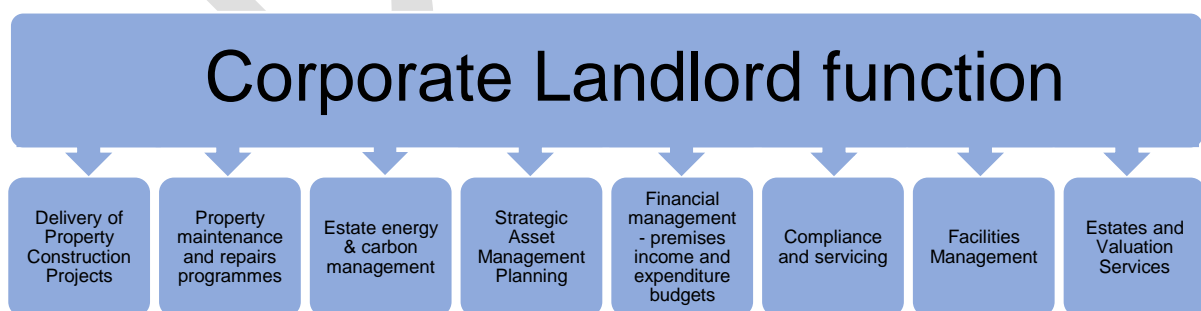 Corporate Landlord function
Delivery of
Property
Construction
Projects
Property
maintenance
and repairs
programmes
Estate energy
& carbon
management
Strategic
Asset
Management
Planning
Financial
management
- premises
income and
expenditure
budgets
Compliance
and servicing
Facilities
Management
Estates and
Valuation
Services